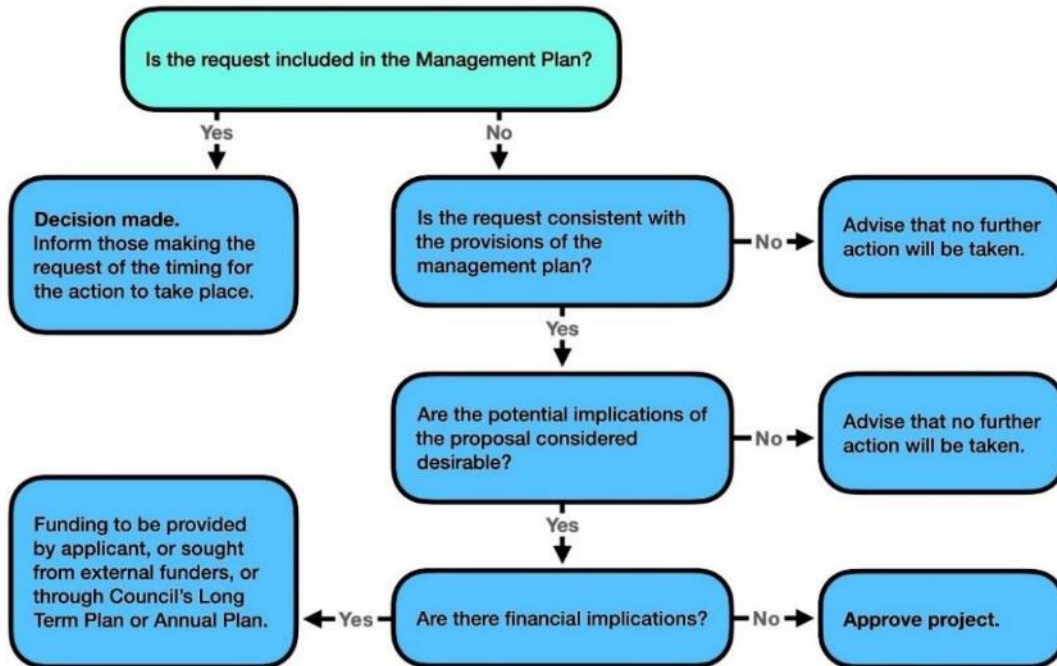 Is the request included in the Management Plan?
Yes
No
Decision made.
Inform those making the
request of the timing for
the action to take place.
Is the request consistent with
the provisions of the
management plan?
No
Advise that no further
action will be taken.
Yes
Are the potential implications of
the proposal considered
desirable?
No
Advise that no further
action will be taken.
Yes
Funding to be provided
by applicant, or sought
from external funders, or
through Council's Long
Term Plan or Annual Plan.
Yes
Are there financial implications?
No
Approve project.